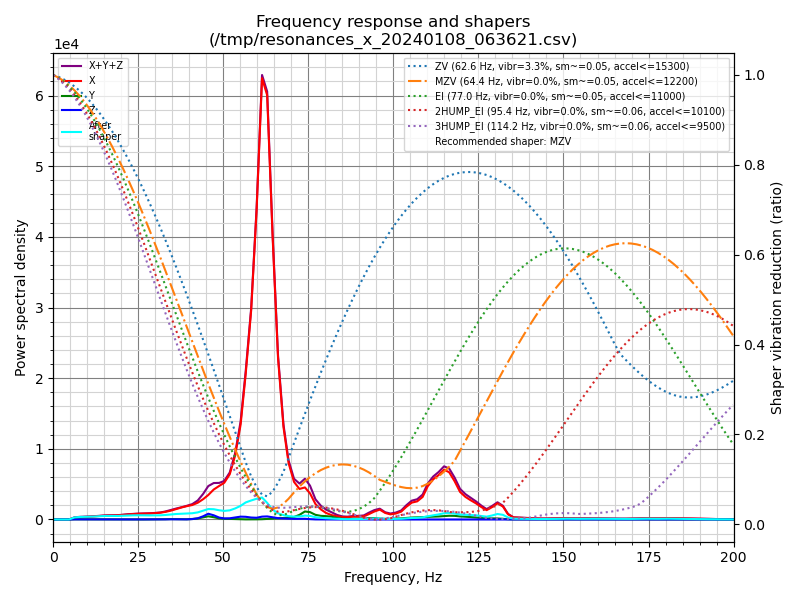 Frequency response and shapers
(/tmp/resonances_x_20240108_063621.csv)
1e4
X+Y+Z
X
Y
Z
After
shaper
ZV (62.6 Hz, vibr=3.3%, sm~=0.05, accel<=15300)
MZV (64.4 Hz, vibr=0.0%, sm~=0.05, accel<=12200)
EI (77.0 Hz, vibr=0.0%, sm~=0.05, accel<=11000)
2HUMP_EI (95.4 Hz, vibr=0.0%, sm~=0.06, accel<=10100)
3HUMP_EI (114.2 Hz, vibr=0.0%, sm~=0.06, accel<=9500)
Recommended shaper: MZV
Power spectral density
6
5
4
3
2
1
0
1.0
0.8
0.6
0.4
0.2
0.0
Shaper vibration reduction (ratio)
0 25 50 75 100 125 150 175 200
Frequency, Hz